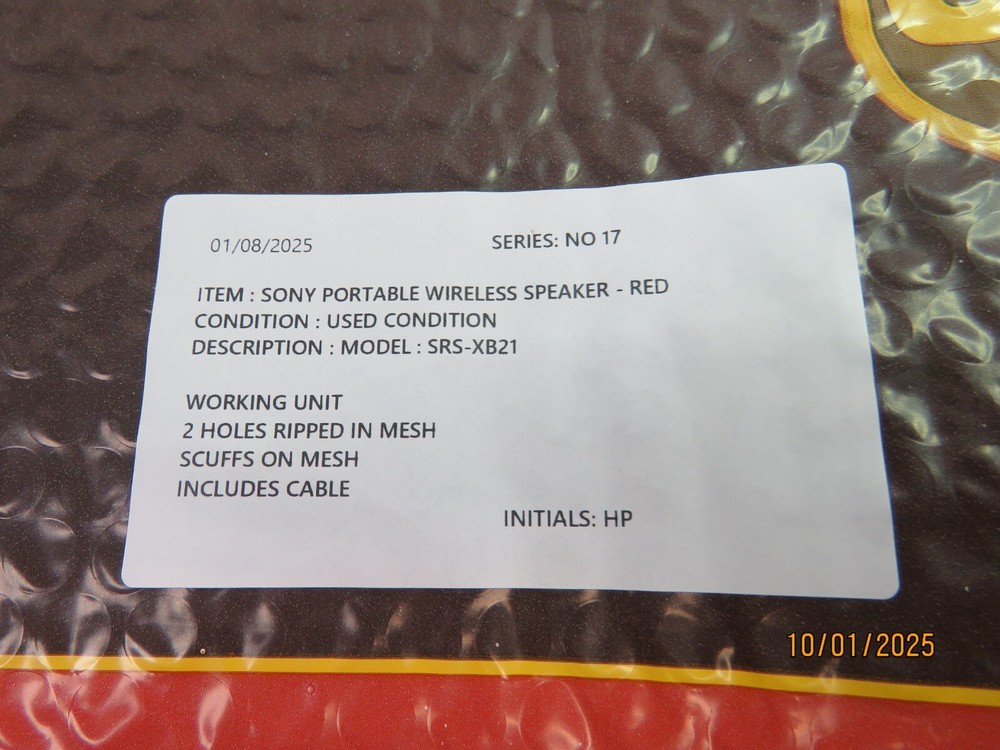 01/08/2025 SERIES: NO 17
ITEM : SONY PORTABLE WIRELESS SPEAKER - RED
CONDITION : USED CONDITION
DESCRIPTION : MODEL : SRS-XB21
WORKING UNIT
2 HOLES RIPPED IN MESH
SCUFFS ON MESH
INCLUDES CABLE
INITIALS: HP
10/01/2025